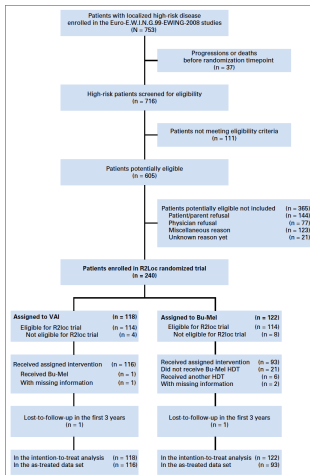 Patients with localized high-risk disease
enrolled in the Euro-E.W.I.N.G.99-EWING-2008 studies
(N = 753)
Progressions or deaths
before randomization timepoint
(n = 37)
High-risk patients screened for eligibility
(n = 716)
Patients not meeting eligibility criteria
(n = 111)
Patients potentially eligible
(n = 605)
Patients potentially eligible not included (n = 365)
Patient/parent refusal (n = 144)
Physician refusal (n = 77)
Miscellaneous reason (n = 123)
Unknown reason yet (n = 21)
Patients enrolled in R2Loc randomized trial
(n = 240)
Assigned to VAI (n = 118)
Eligible for R2loc trial (n = 114)
Not eligible for R2loc trial (n = 4)
Received assigned intervention (n = 116)
Received Bu-Mel (n = 1)
With missing information (n = 1)
Lost-to-follow-up in the first 3 years
(n = 1)
In the intention-to-treat analysis (n = 118)
In the as-treated data set (n = 116)
Assigned to Bu-Mel (n = 122)
Eligible for R2loc trial (n = 114)
Not eligible for R2loc trial (n = 8)
Received assigned intervention (n = 93)
Did not receive Bu-Mel HDT (n = 21)
Received another HDT (n = 6)
With missing information (n = 2)
Lost-to-follow-up in the first 3 years
(n = 1)
In the intention-to-treat analysis (n = 122)
In the as-treated data set (n = 93)